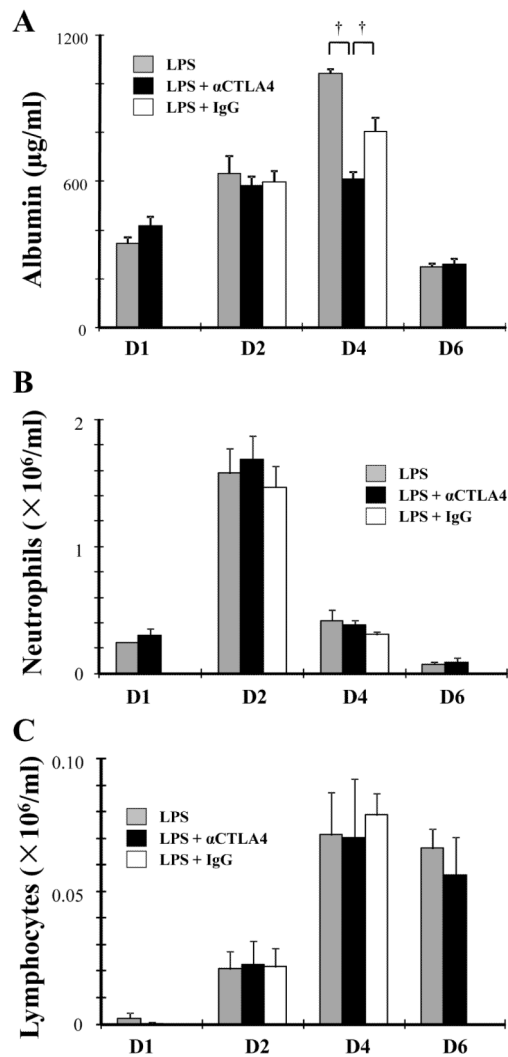 A
Albumin (μg/ml)
1200
600
0
† †
LPS
LPS + αCTLA4
LPS + IgG
D1 D2 D4 D6
B
Neutrophils (×10⁶/ml)
2
1
0
LPS
LPS + αCTLA4
LPS + IgG
D1 D2 D4 D6
C
Lymphocytes (×10⁶/ml)
0.10
0.05
0
LPS
LPS + αCTLA4
LPS + IgG
D1 D2 D4 D6